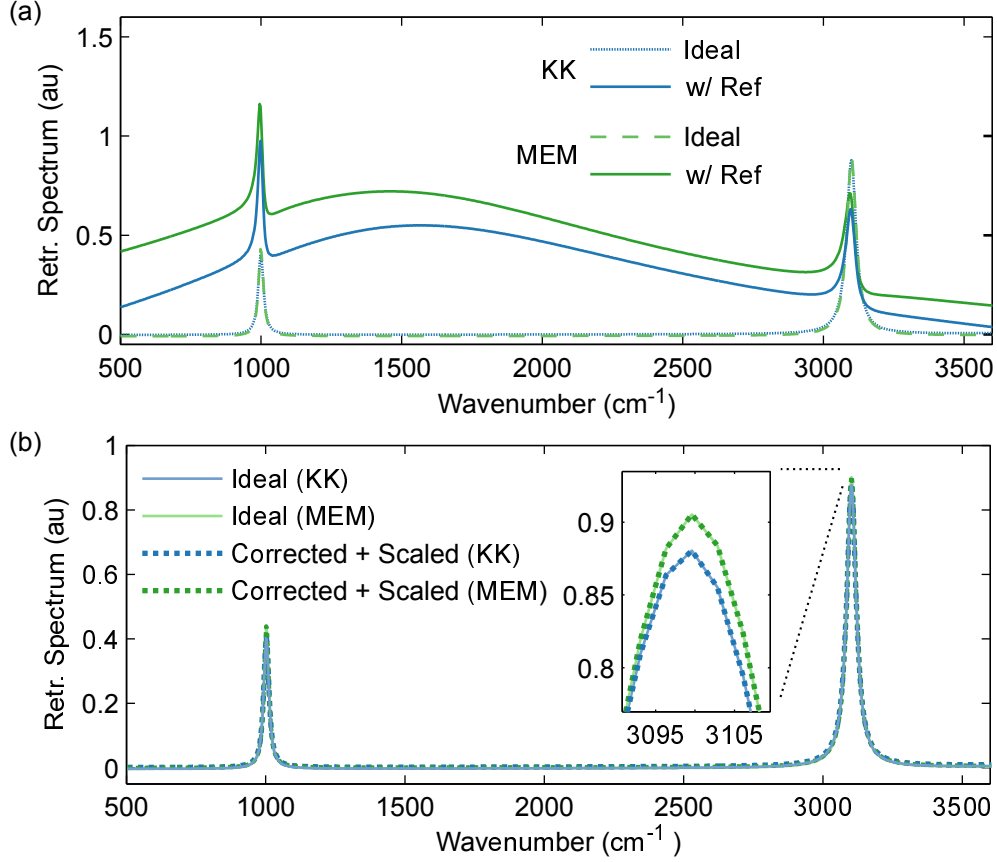 (a)
Retr. Spectrum (au)
1.5
1
0.5
0
KK
Ideal
w/ Ref
MEM
Ideal
w/ Ref
500 1000 1500 2000 2500 3000 3500
Wavenumber (cm⁻¹)
(b)
Retr. Spectrum (au)
1
0.8
0.6
0.4
0.2
0
Ideal (KK)
Ideal (MEM)
Corrected + Scaled (KK)
Corrected + Scaled (MEM)
0.9
0.85
0.8
3095 3105
500 1000 1500 2000 2500 3000 3500
Wavenumber (cm⁻¹ )